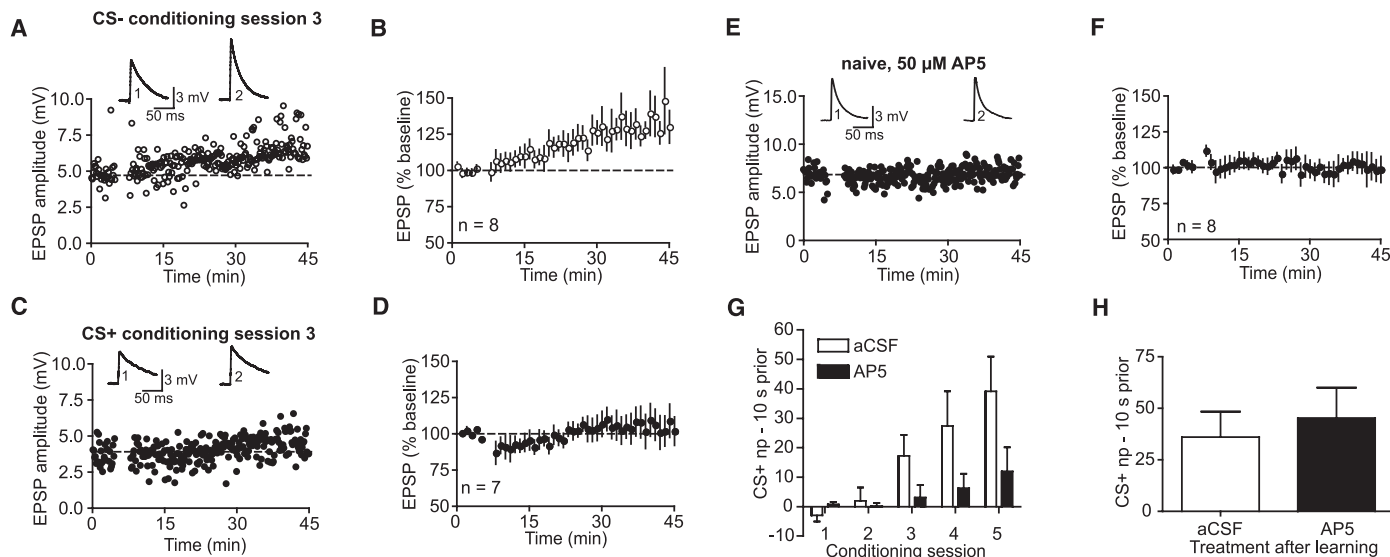 A
CS- conditioning session 3
EPSP amplitude (mV)
10.0
7.5
5.0
2.5
0.0
1
2
3 mV
50 ms
0
15
30
45
Time (min)
B
EPSP (% baseline)
150
125
100
75
50
n = 8
0
15
30
45
Time (min)
E
naive, 50 µM AP5
EPSP amplitude (mV)
15.0
10.0
5.0
0
1
2
3 mV
50 ms
0
15
30
45
Time (min)
F
EPSP (% baseline)
150
125
100
75
50
n = 8
0
15
30
45
Time (min)
C
CS+ conditioning session 3
EPSP amplitude (mV)
10.0
7.5
5.0
2.5
0.0
1
2
3 mV
50 ms
0
15
30
45
Time (min)
D
EPSP (% baseline)
150
125
100
75
50
n = 7
0
15
30
45
Time (min)
G
CS+ np - 10 s prior
60
50
40
30
20
10
0
-10
aCSF
AP5
1
2
3
4
5
Conditioning session
H
CS+ np - 10 s prior
75
50
25
0
aCSF
AP5
Treatment after learning